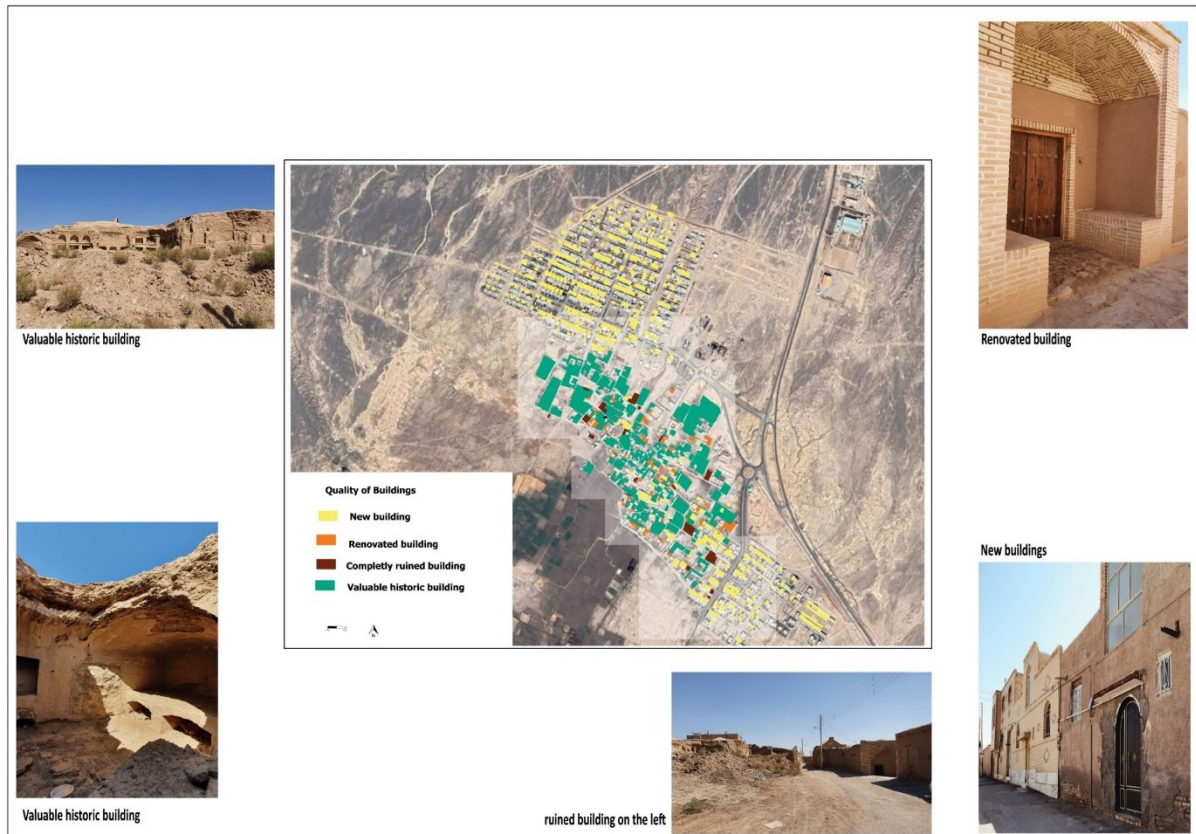 Valuable historic building
Renovated building
Quality of Buildings
New building
Renovated building
Completly ruined building
Valuable historic building
New buildings
Valuable historic building
ruined building on the left